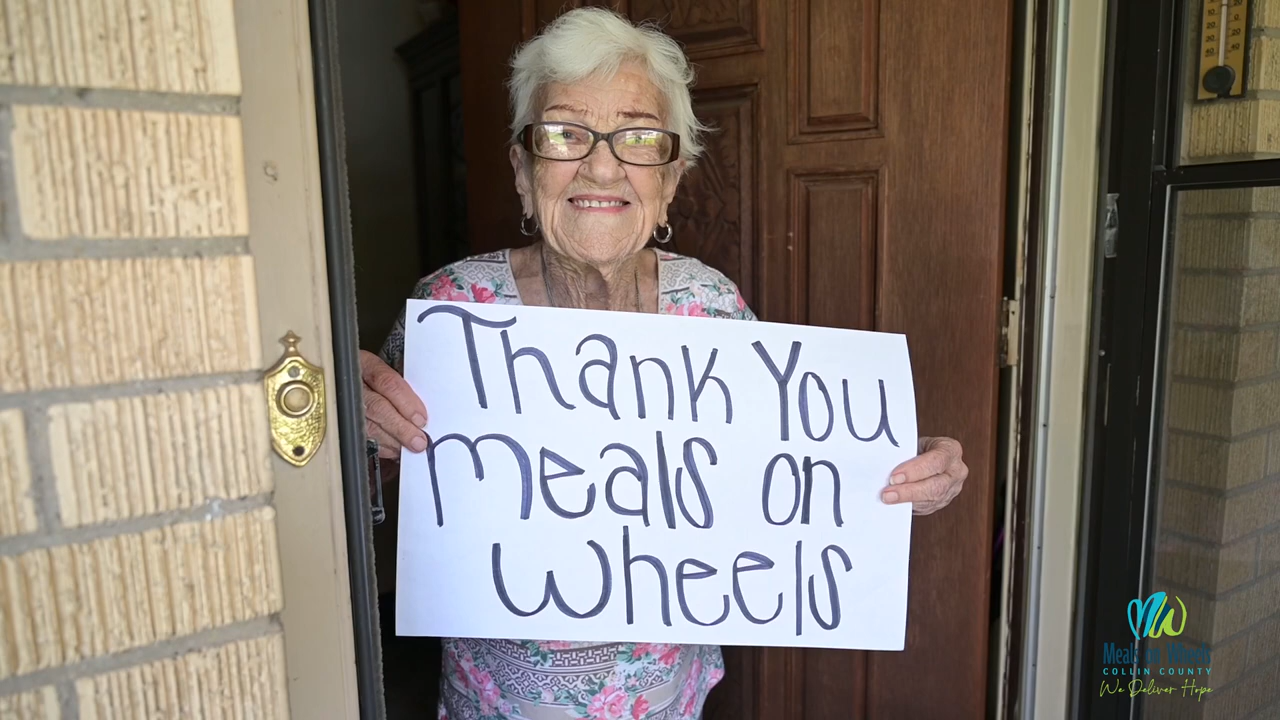 Thank You
meals on
Wheels
Meals on Wheels
COLLIN COUNTY
We Deliver Hope